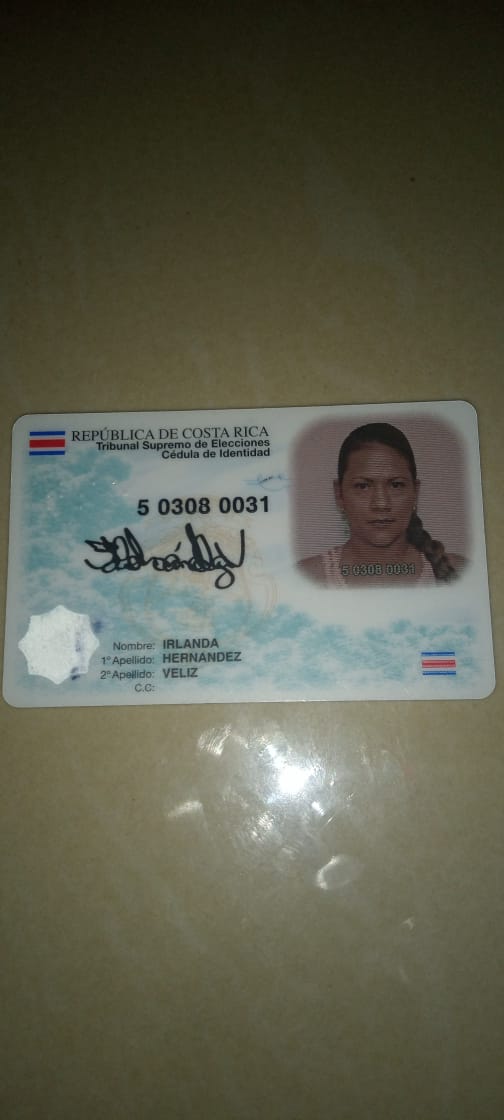 REPÚBLICA DE COSTA RICA
Tribunal Supremo de Elecciones
Cédula de Identidad
5 0308 0031
5 0308 0031
Nombre: IRLANDA
1° Apellido: HERNANDEZ
2° Apellido: VELIZ
C.C: